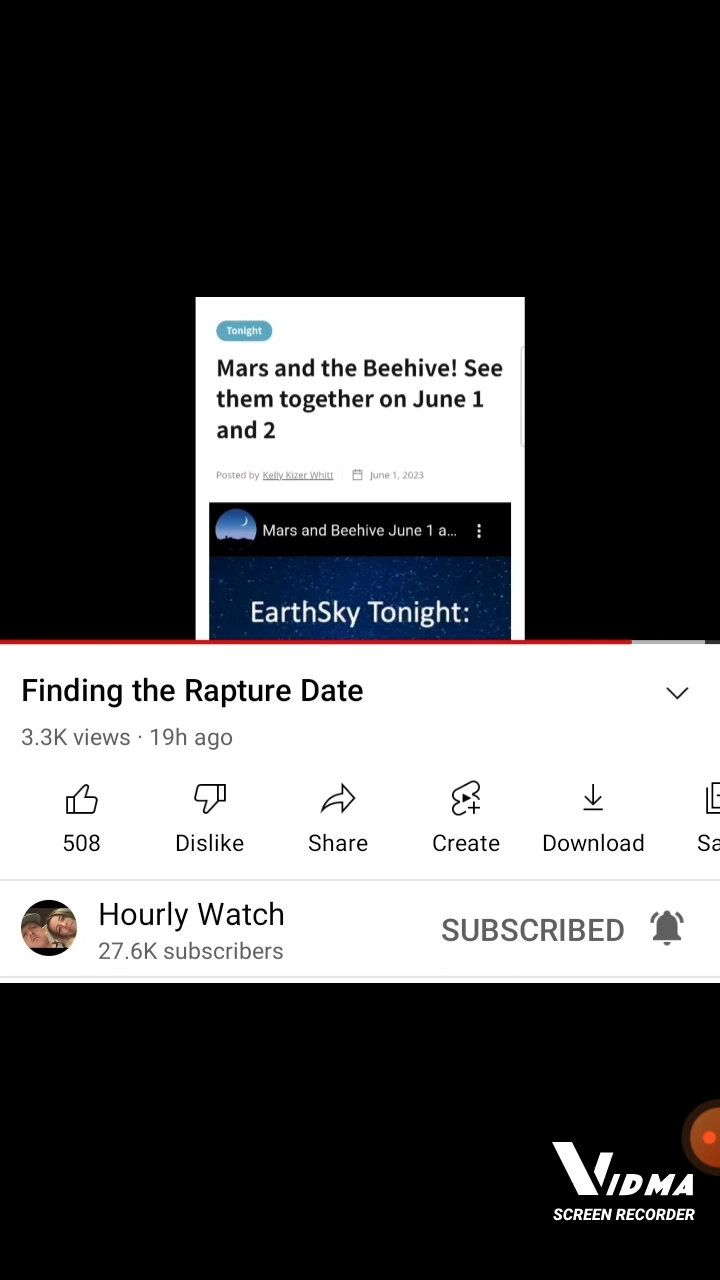 Tonight
Mars and the Beehive! See
them together on June 1
and 2
Posted by Kelly Kizer Whitt June 1, 2023
Mars and Beehive June 1 a...
EarthSky Tonight:
Finding the Rapture Date
3.3K views · 19h ago
508 Dislike Share Create Download Sa
Hourly Watch SUBSCRIBED
27.6K subscribers
VIDMA
SCREEN RECORDER